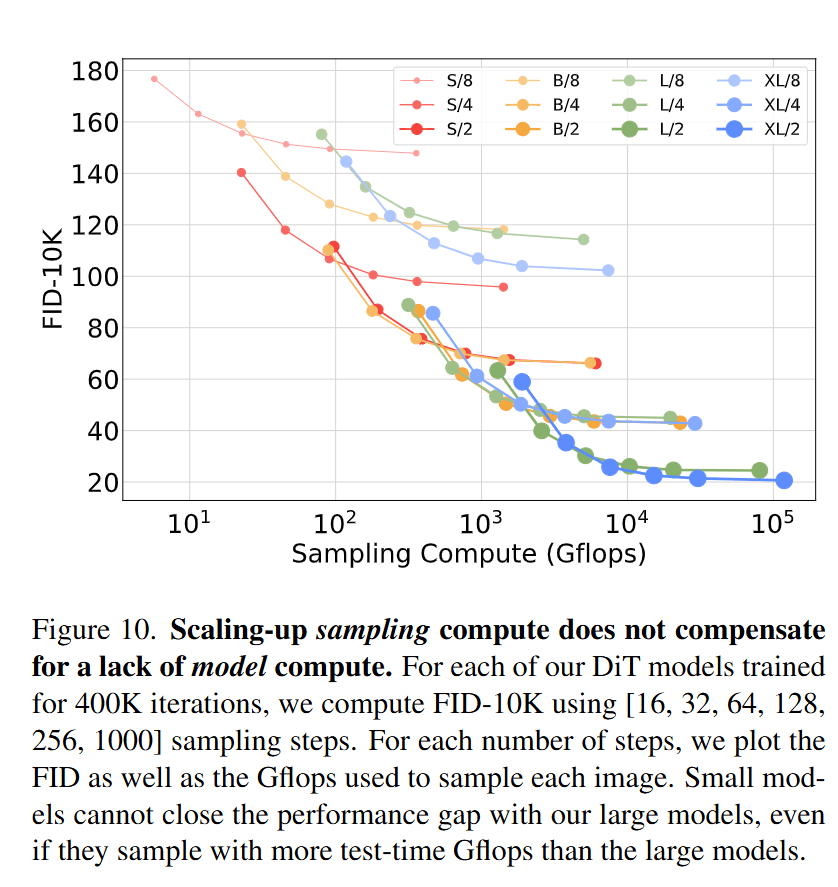 180
160
140
120
100
80
60
40
20
FID-10K
S/8 B/8 L/8 XL/8
S/4 B/4 L/4 XL/4
S/2 B/2 L/2 XL/2
10¹ 10² 10³ 10⁴ 10⁵
Sampling Compute (Gflops)
Figure 10. Scaling-up sampling compute does not compensate
for a lack of model compute. For each of our DiT models trained
for 400K iterations, we compute FID-10K using [16, 32, 64, 128,
256, 1000] sampling steps. For each number of steps, we plot the
FID as well as the Gflops used to sample each image. Small mod-
els cannot close the performance gap with our large models, even
if they sample with more test-time Gflops than the large models.